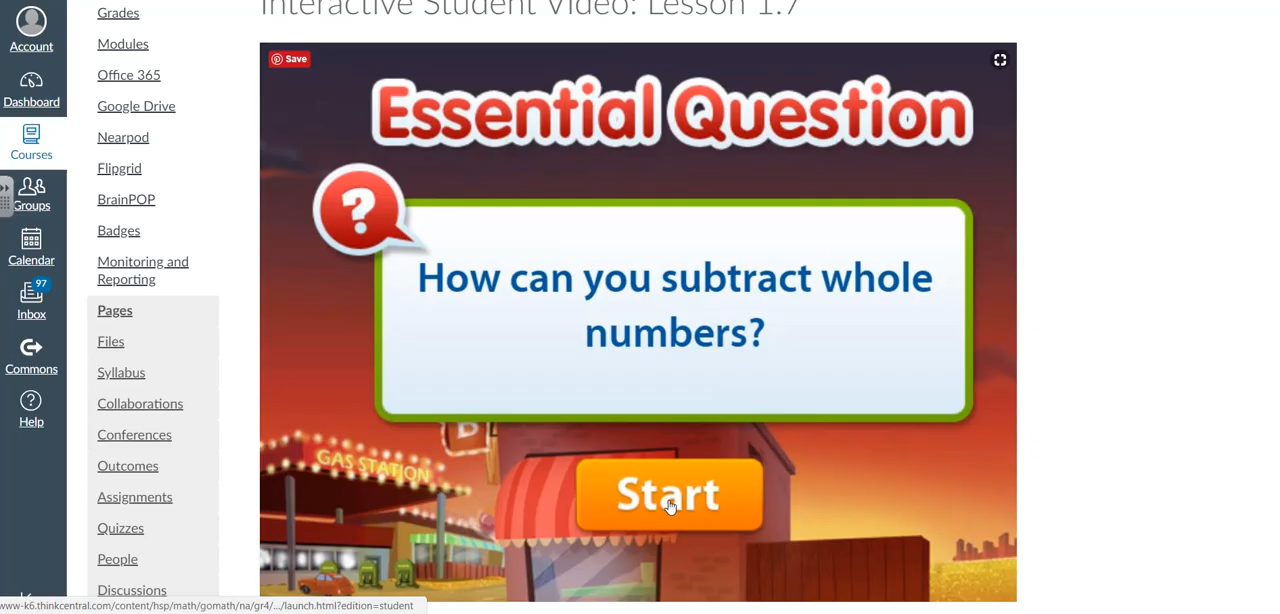 Account
Dashboard
Courses
Groups
Calendar
97
Inbox
Commons
Help
Grades
Modules
Office 365
Google Drive
Nearpod
Flipgrid
BrainPOP
Badges
Monitoring and
Reporting
Pages
Files
Syllabus
Collaborations
Conferences
Outcomes
Assignments
Quizzes
People
Discussions
Interactive Student Video: Lesson 1.7
Save
Essential Question
?
How can you subtract whole
numbers?
GAS STATION
Start
www-k6.thinkcentral.com/content/hsp/math/gomath/na/gr4/.../launch.html?edition=student